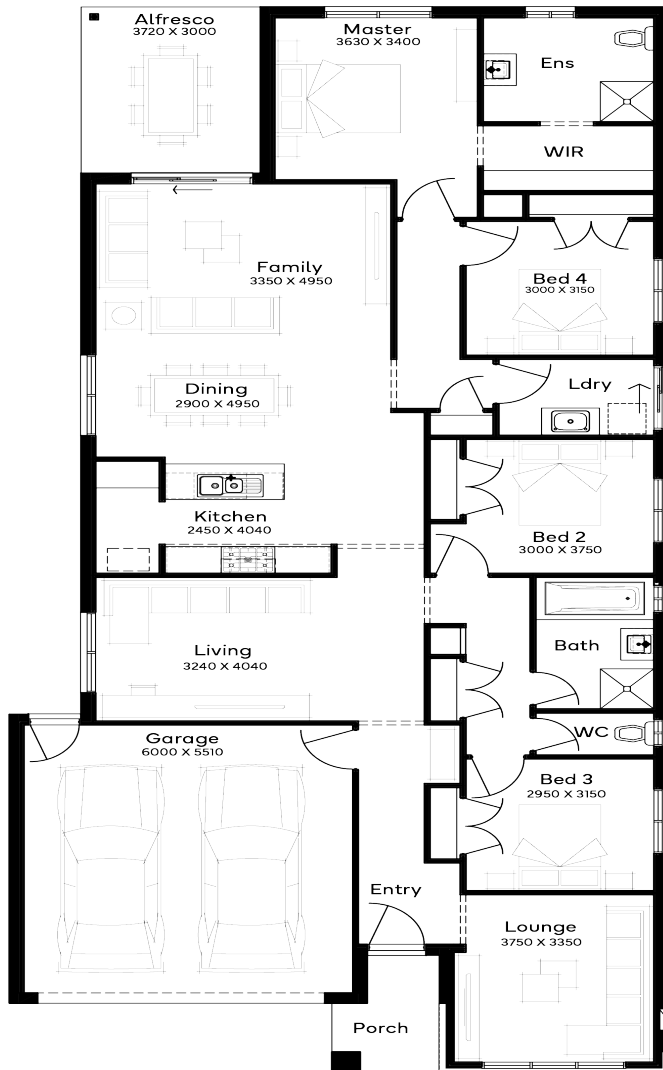 Alfresco
3720 X 3000
Master
3630 X 3400
Ens
WIR
Family
3350 X 4950
Bed 4
3000 X 3150
Dining
2900 X 4950
Ldry
Kitchen
2450 X 4040
Bed 2
3000 X 3750
Living
3240 X 4040
Bath
WC
Garage
6000 X 5510
Bed 3
2950 X 3150
Entry
Lounge
3750 X 3350
Porch